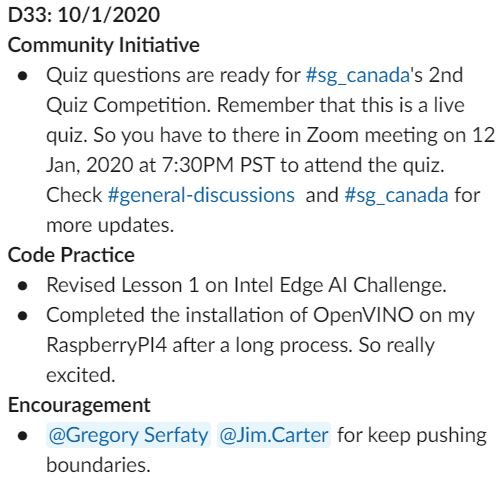 D33: 10/1/2020
Community Initiative
● Quiz questions are ready for #sg_canada's 2nd
Quiz Competition. Remember that this is a live
quiz. So you have to there in Zoom meeting on 12
Jan, 2020 at 7:30PM PST to attend the quiz.
Check #general-discussions and #sg_canada for
more updates.
Code Practice
● Revised Lesson 1 on Intel Edge AI Challenge.
● Completed the installation of OpenVINO on my
RaspberryPI4 after a long process. So really
excited.
Encouragement
● @Gregory Serfaty @Jim.Carter for keep pushing
boundaries.